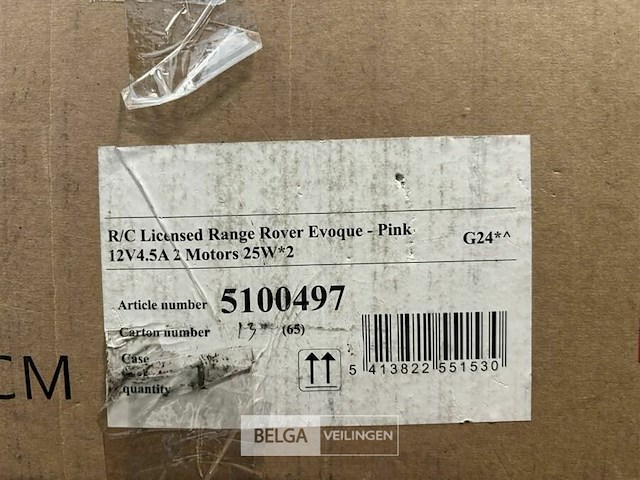 R/C Licensed Range Rover Evoque - Pink G24*^
12V4.5A 2 Motors 25W*2
Article number 5100497
Carton number 13 (65)
Case
quantity
5 413822 551530
CM
BELGA VEILINGEN